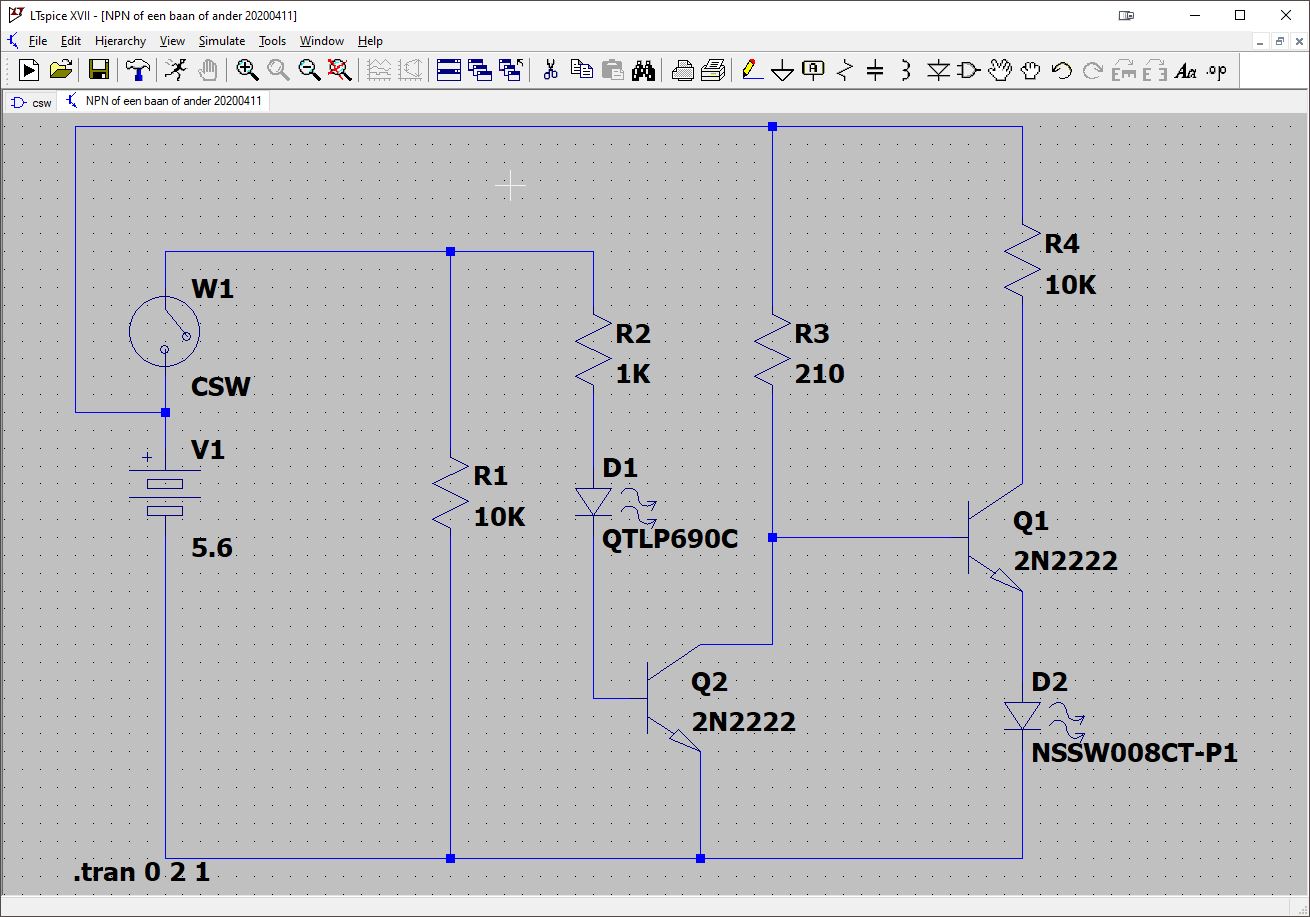 LTspice XVII - [NPN of een baan of ander 20200411]
File Edit Hierarchy View Simulate Tools Window Help
Aa .op
csw NPN of een baan of ander 20200411
R4
10K
W1
CSW
R2
1K
R3
210
V1
+
5.6
R1
10K
D1
QTLP690C
Q1
2N2222
Q2
2N2222
D2
NSSW008CT-P1
.tran 0 2 1